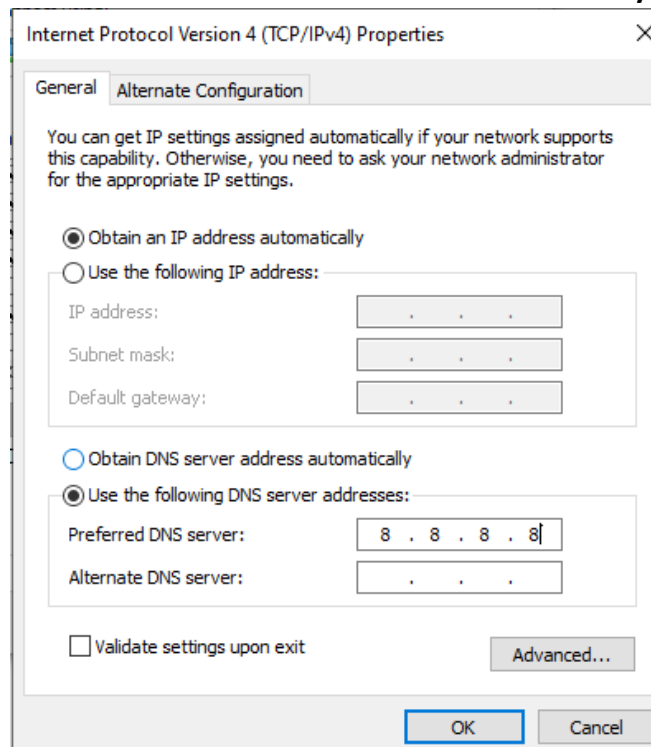 Internet Protocol Version 4 (TCP/IPv4) Properties
General
Alternate Configuration
You can get IP settings assigned automatically if your network supports
this capability. Otherwise, you need to ask your network administrator
for the appropriate IP settings.
Obtain an IP address automatically
Use the following IP address:
IP address: . . .
Subnet mask: . . .
Default gateway: . . .
Obtain DNS server address automatically
Use the following DNS server addresses:
Preferred DNS server: 8 . 8 . 8 . 8
Alternate DNS server: . . .
Validate settings upon exit
Advanced...
OK
Cancel